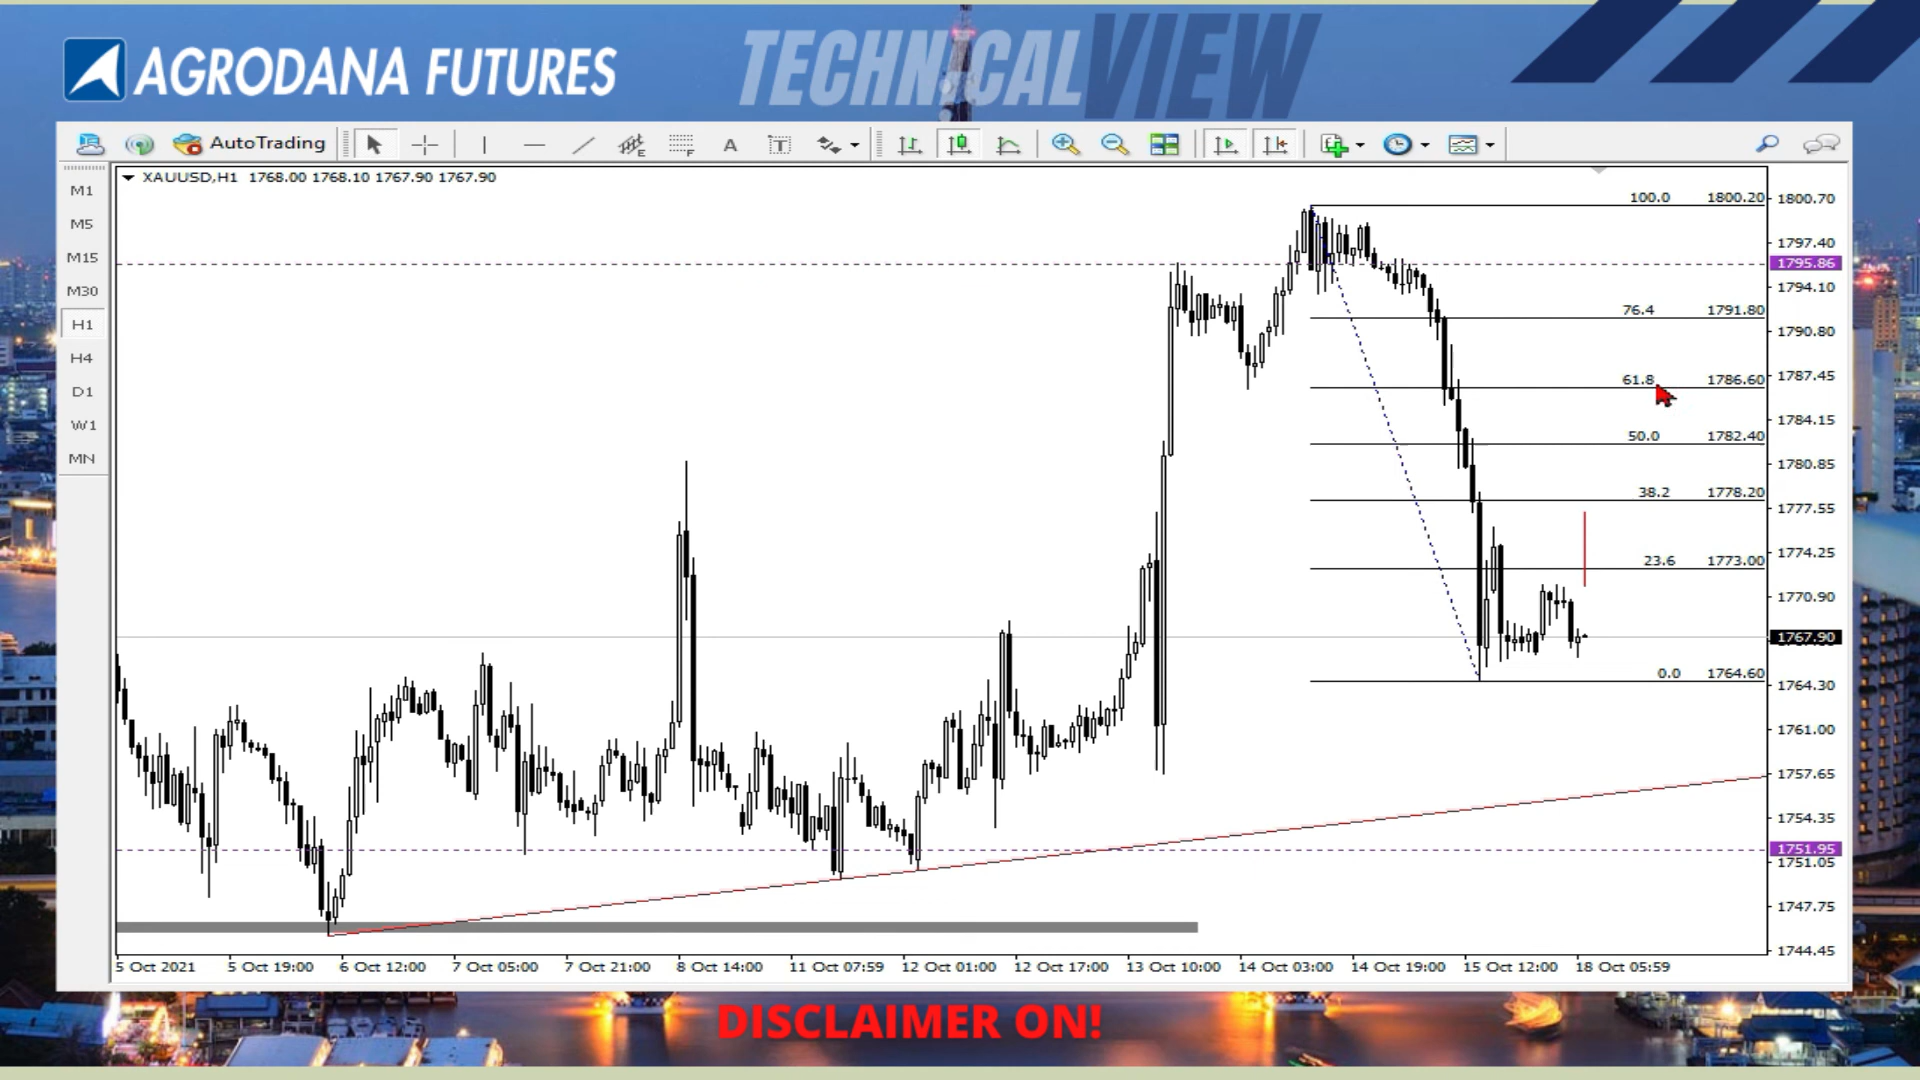 AGRODANA FUTURES
TECHNICAL VIEW
AutoTrading
E
F
A
T
XAUUSD,H1 1768.00 1768.10 1767.90 1767.90
M1
M5
M15
M30
H1
H4
D1
W1
MN
100.0 1800.20
76.4 1791.80
61.8 1786.60
50.0 1782.40
38.2 1778.20
23.6 1773.00
0.0 1764.60
1800.70
1797.40
1795.86
1794.10
1790.80
1787.45
1784.15
1780.85
1777.55
1774.25
1770.90
1767.90
1764.30
1761.00
1757.65
1754.35
1751.95
1751.05
1747.75
1744.45
5 Oct 2021 5 Oct 19:00 6 Oct 12:00 7 Oct 05:00 7 Oct 21:00 8 Oct 14:00 11 Oct 07:59 12 Oct 01:00 12 Oct 17:00 13 Oct 10:00 14 Oct 03:00 14 Oct 19:00 15 Oct 12:00 18 Oct 05:59
DISCLAIMER ON!